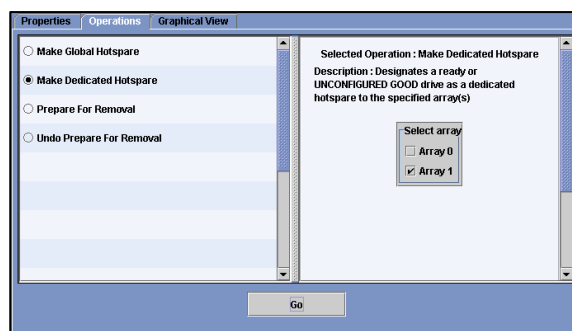 Properties Operations Graphical View
Make Global Hotspare
Make Dedicated Hotspare
Prepare For Removal
Undo Prepare For Removal
Selected Operation : Make Dedicated Hotspare
Description : Designates a ready or
UNCONFIGURED GOOD drive as a dedicated
hotspare to the specified array(s)
Select array
Array 0
Array 1
Go